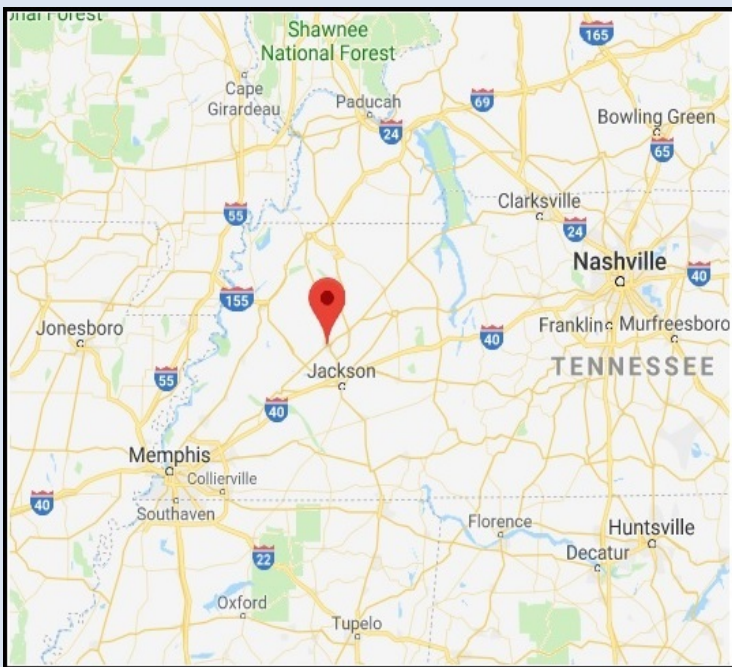 onal Forest
Shawnee
National Forest
165
Cape
Girardeau
Paducah
69
24
Bowling Green
65
Clarksville
55
24
Nashville
40
155
Jonesboro
Franklin
Murfreesboro
40
TENNESSEE
55
Jackson
40
Memphis
Collierville
40
Southaven
Florence
Huntsville
22
Decatur
Oxford
Tupelo